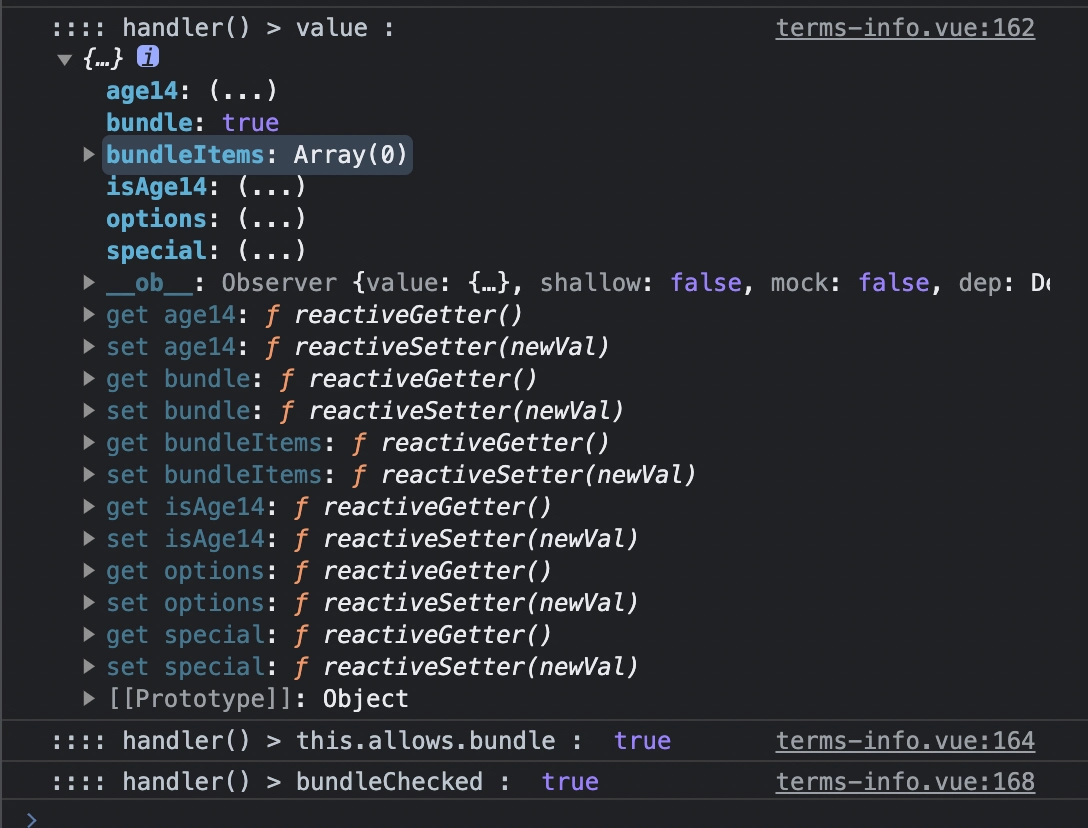 :::: handler() > value : terms-info.vue:162
▼ {…} i
age14: (...)
bundle: true
▶ bundleItems: Array(0)
isAge14: (...)
options: (...)
special: (...)
▶ __ob__: Observer {value: {…}, shallow: false, mock: false, dep: De
▶ get age14: ƒ reactiveGetter()
▶ set age14: ƒ reactiveSetter(newVal)
▶ get bundle: ƒ reactiveGetter()
▶ set bundle: ƒ reactiveSetter(newVal)
▶ get bundleItems: ƒ reactiveGetter()
▶ set bundleItems: ƒ reactiveSetter(newVal)
▶ get isAge14: ƒ reactiveGetter()
▶ set isAge14: ƒ reactiveSetter(newVal)
▶ get options: ƒ reactiveGetter()
▶ set options: ƒ reactiveSetter(newVal)
▶ get special: ƒ reactiveGetter()
▶ set special: ƒ reactiveSetter(newVal)
▶ [[Prototype]]: Object
:::: handler() > this.allows.bundle : true terms-info.vue:164
:::: handler() > bundleChecked : true terms-info.vue:168
>